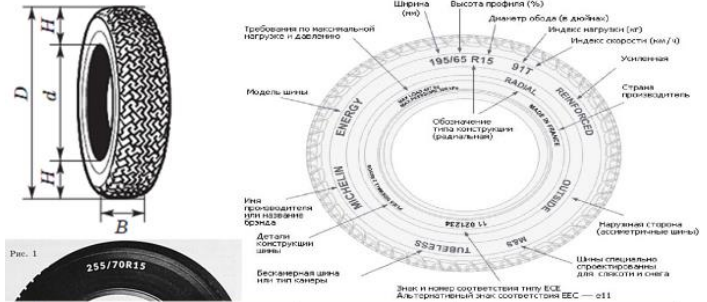 H
D
d
H
B
Рис. 1
255/70R15
Ширина
(мм)
Высота профиля (%)
Диаметр обода (в дюймах)
Индекс нагрузки (кг)
Индекс скорости (км/ч)
Требования по максимальной
нагрузке и давлению
Усиленная
Страна
производитель
Модель шины
Обозначение
типа конструкции
(радиальная)
195/65 R15
91T
RADIAL
REINFORCED
MADE IN FRANCE
ENERGY
MICHELIN
OUTSIDE
11 021234
TUBELESS
M&S
Имя
производителя
или название
брэнда
Детали
конструкции
шины
Бескамерная шина
или тип камеры
Наружная сторона
(ассиметричные шины)
Шины специально
спроектированны
для слякоти и снега
Знак и номер соответствия типу ECE
Альтернативный знак соответствия EEC — e11